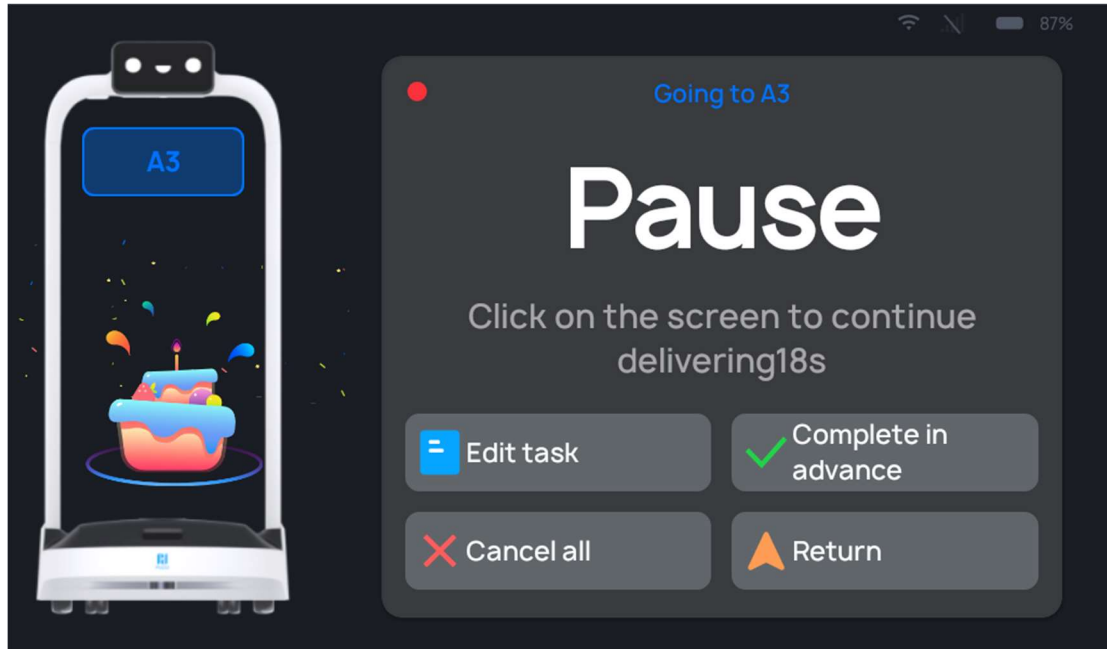 87%
Going to A3
A3
Pause
Click on the screen to continue
delivering18s
Edit task
Complete in
advance
Cancel all
Return